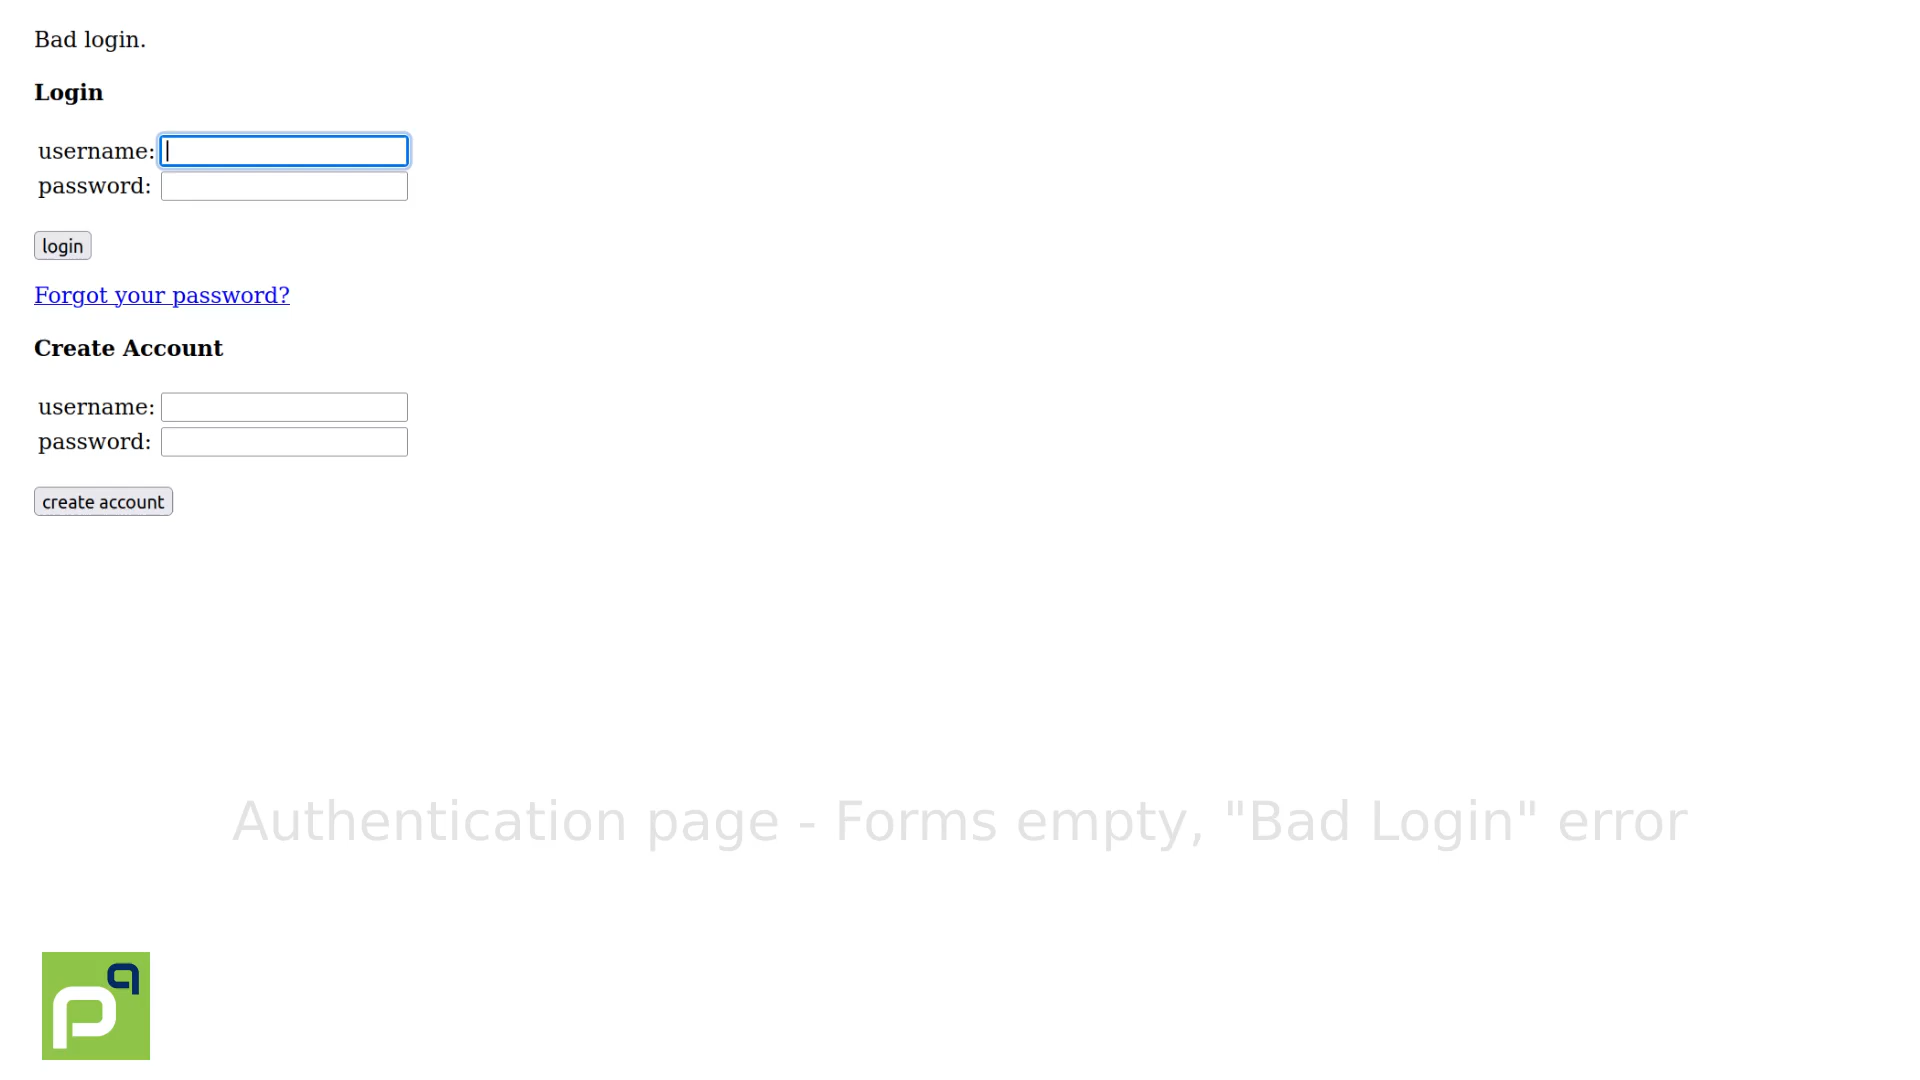 Bad login.
Login
username:
password:
login
Forgot your password?
Create Account
username:
password:
create account
Authentication page - Forms empty, "Bad Login" error